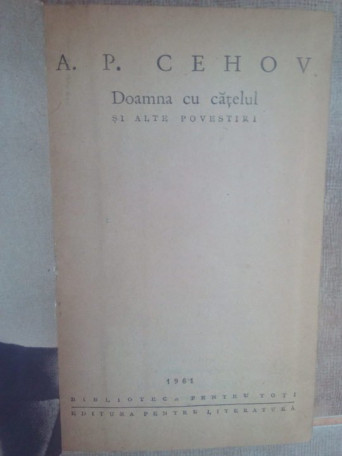 A. P. CEHOV
Doamna cu cățelul
ȘI ALTE POVESTIRI
1961
BIBLIOTECA PENTRU TOȚI
EDITURA PENTRU LITERATURĂ